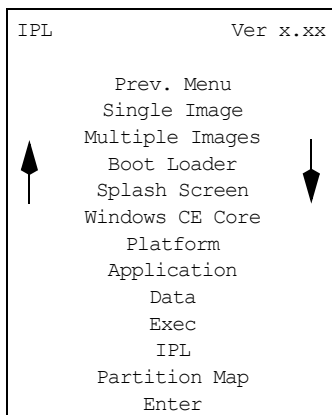 IPL Ver x.xx
Prev. Menu
Single Image
Multiple Images
Boot Loader
Splash Screen
Windows CE Core
Platform
Application
Data
Exec
IPL
Partition Map
Enter